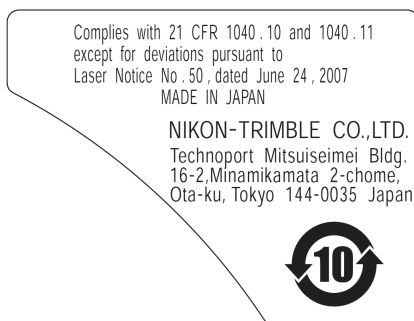 Complies with 21 CFR 1040.10 and 1040.11
except for deviations pursuant to
Laser Notice No.50, dated June 24, 2007
MADE IN JAPAN
NIKON-TRIMBLE CO.,LTD.
Technoport Mitsuiseimei Bldg.
16-2,Minamikamata 2-chome,
Ota-ku, Tokyo 144-0035 Japan
10